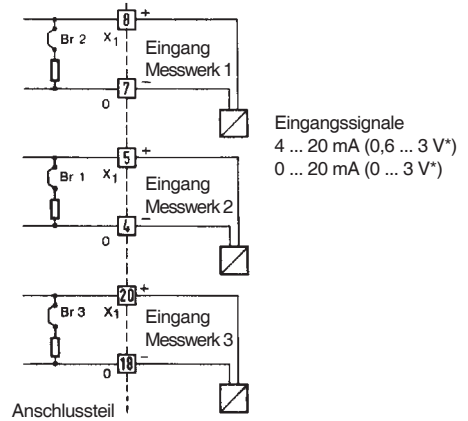 8 +
Br 2 X1 Eingang
Messwerk 1
7 −
0
Eingangssignale
4 ... 20 mA (0,6 ... 3 V*)
0 ... 20 mA (0 ... 3 V*)
5 +
Br 1 X1 Eingang
Messwerk 2
4 −
0
20 +
Br 3 X1 Eingang
Messwerk 3
18 −
0
Anschlussteil